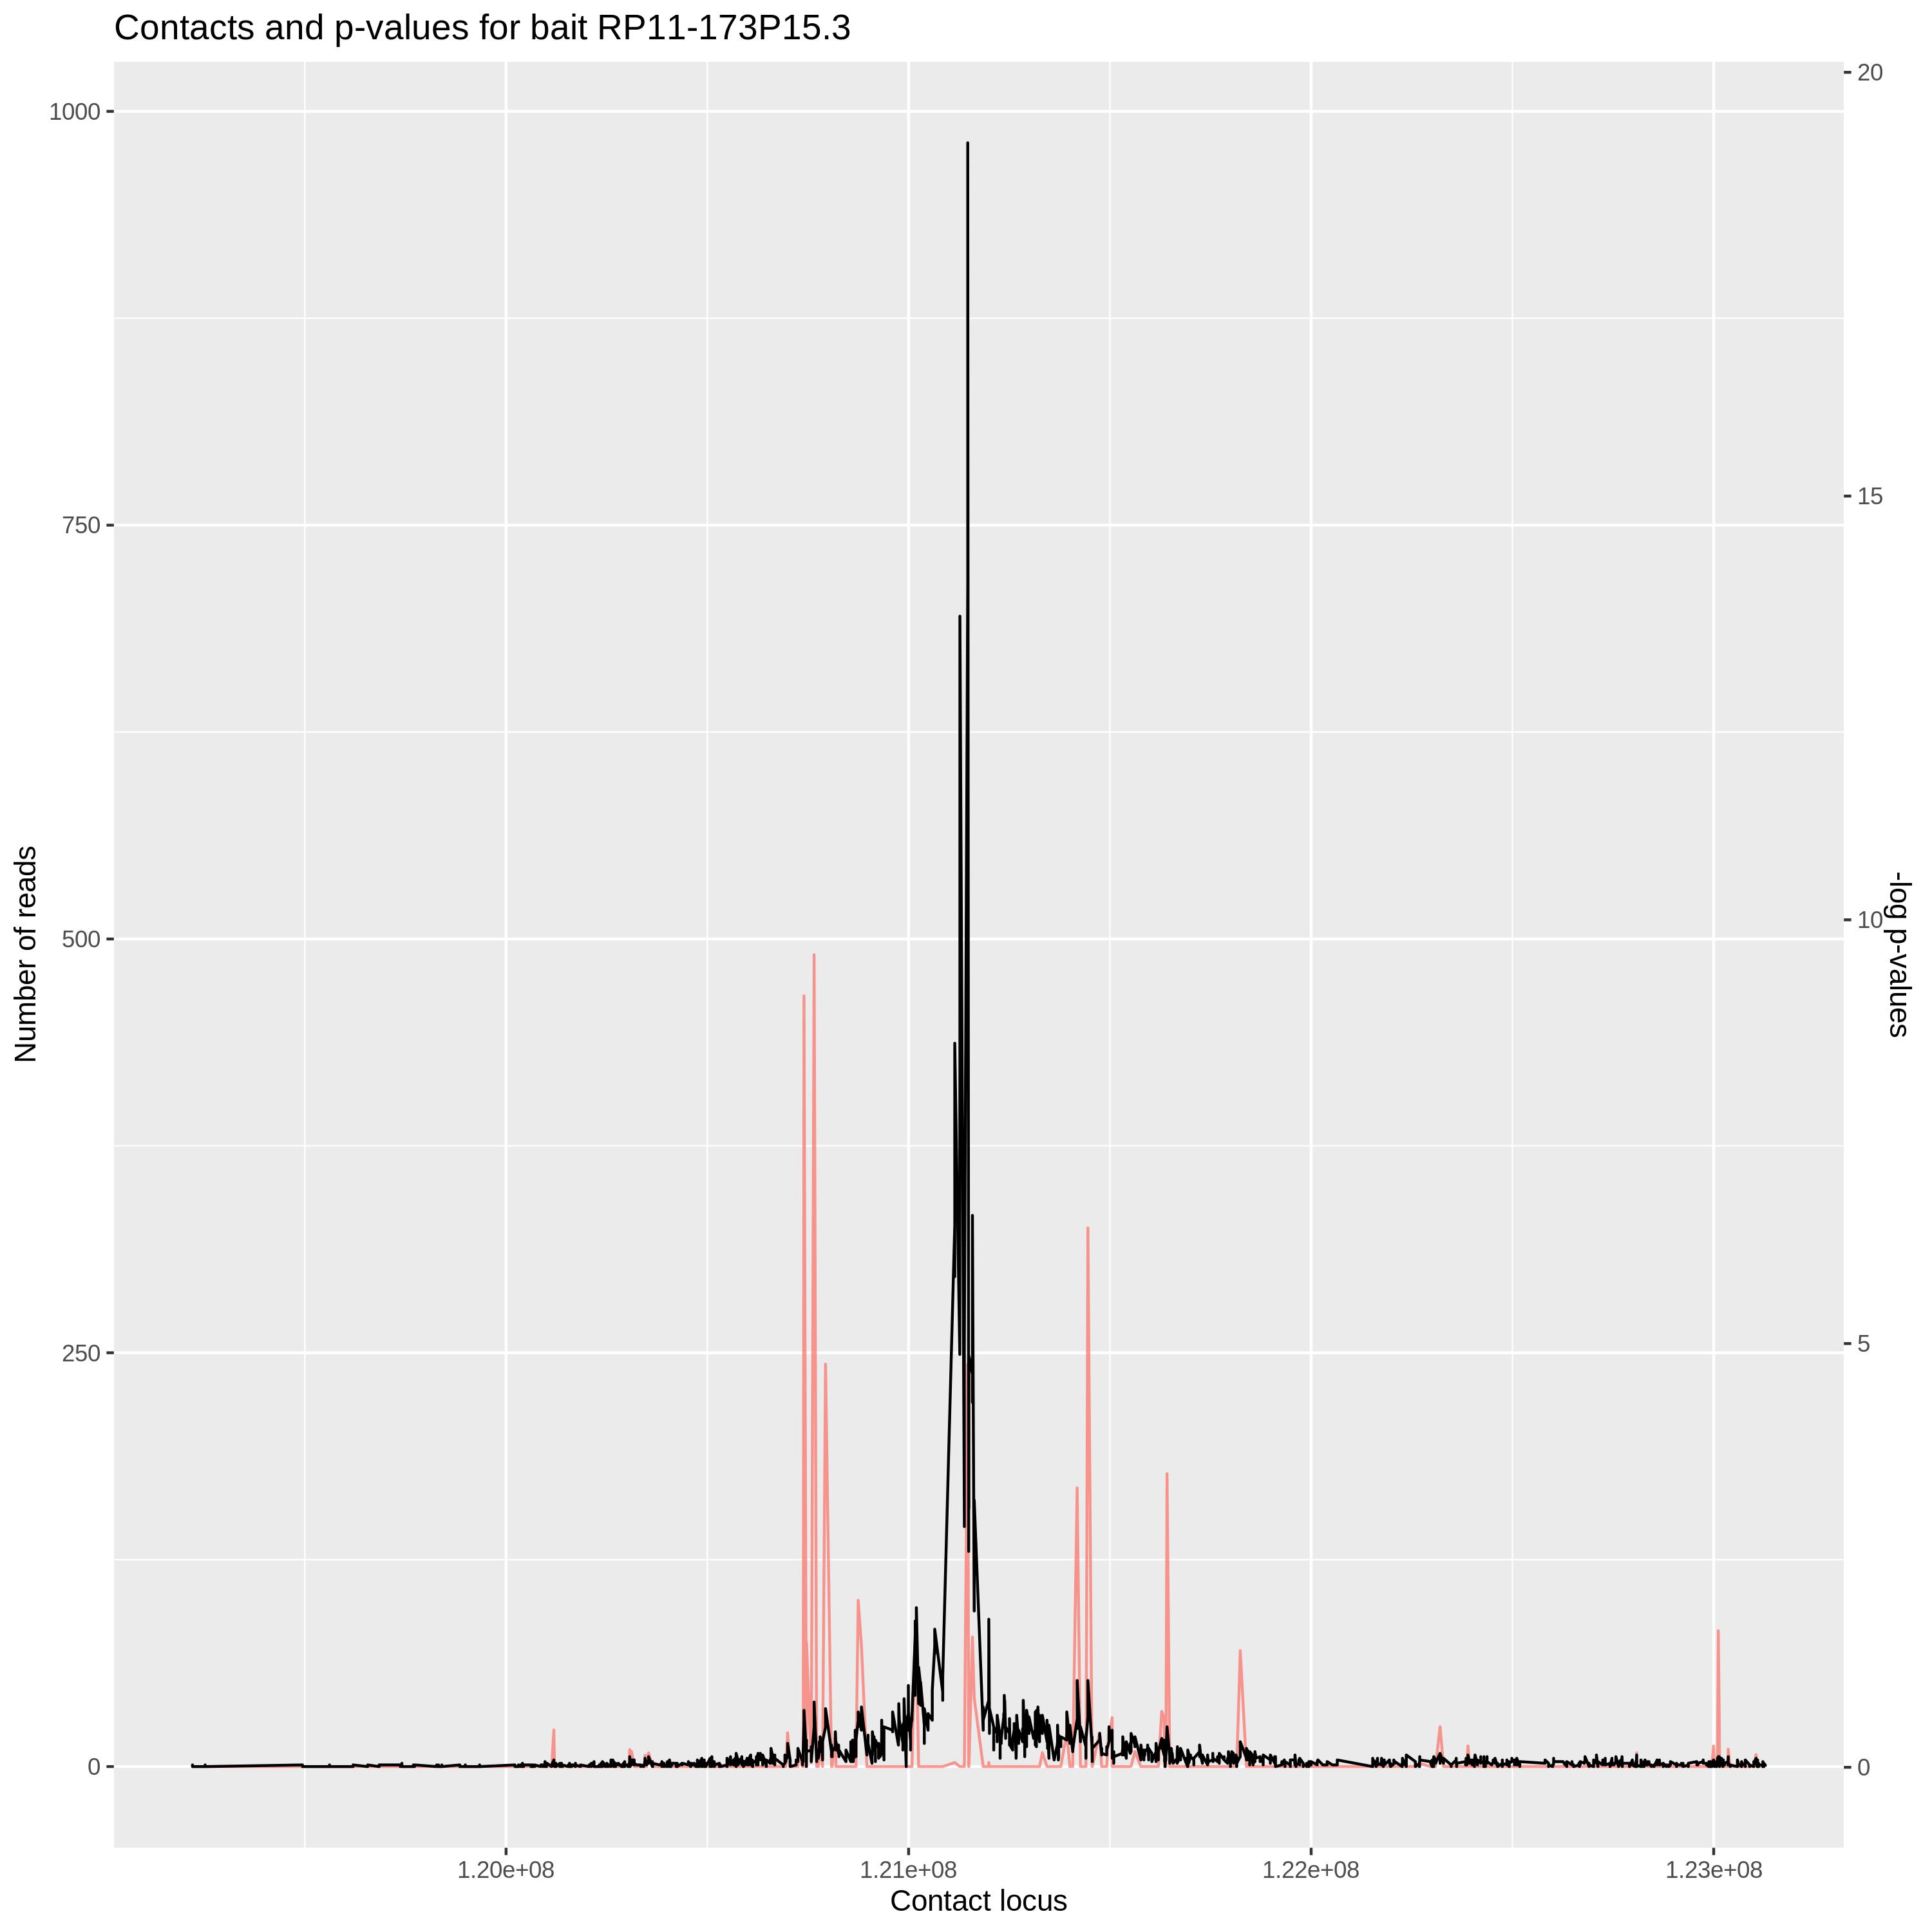 Contacts and p-values for bait RP11-173P15.3
1000
750
500
250
0
Number of reads
20
15
10
5
0
-log p-values
1.20e+08
1.21e+08
1.22e+08
1.23e+08
Contact locus